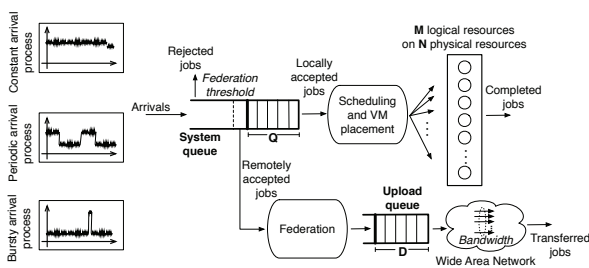 Constant arrival
process
Periodic arrival
process
Bursty arrival
process
Arrivals
Rejected
jobs
Federation
threshold
System
queue
Q
Locally
accepted
jobs
Scheduling
and VM
placement
M logical resources
on N physical resources
Completed
jobs
Remotely
accepted
jobs
Federation
Upload
queue
D
Bandwidth
Wide Area Network
Transferred
jobs